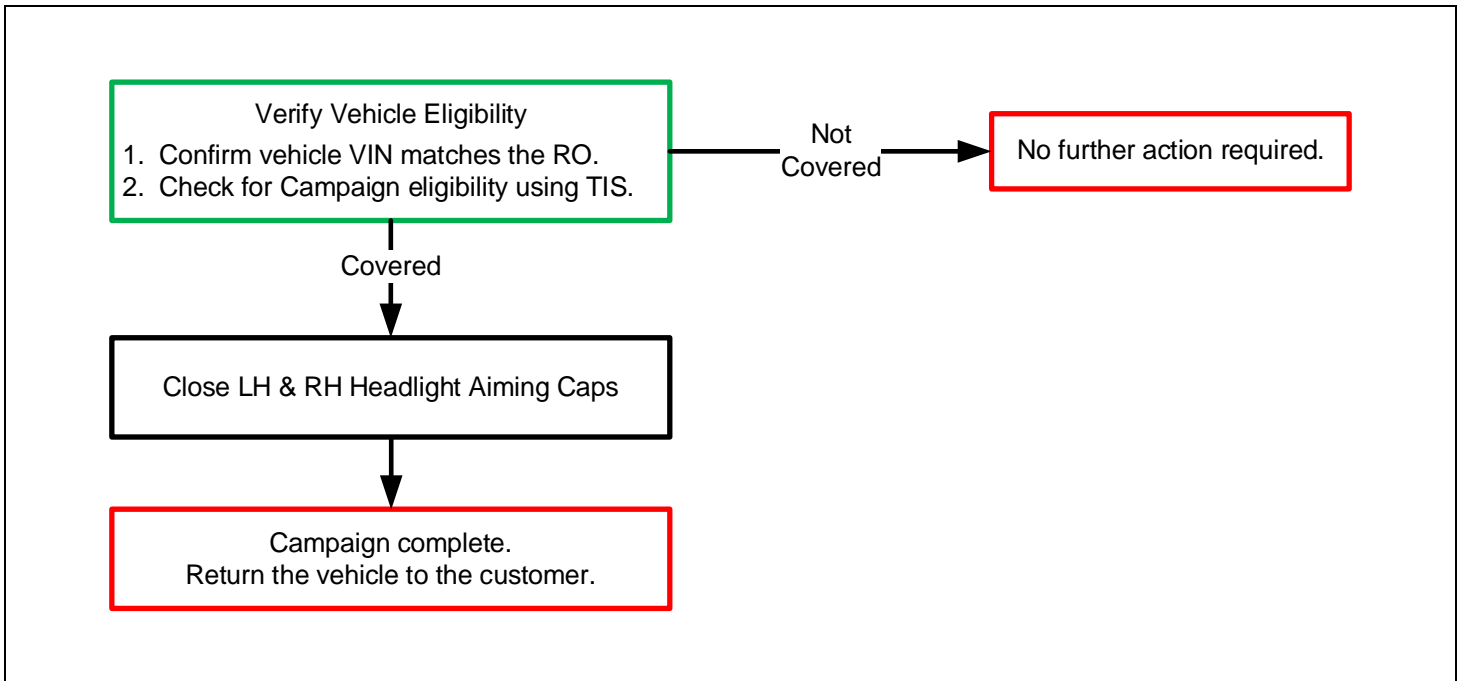 Verify Vehicle Eligibility
1. Confirm vehicle VIN matches the RO.
2. Check for Campaign eligibility using TIS.
Not
Covered
No further action required.
Covered
Close LH & RH Headlight Aiming Caps
Campaign complete.
Return the vehicle to the customer.